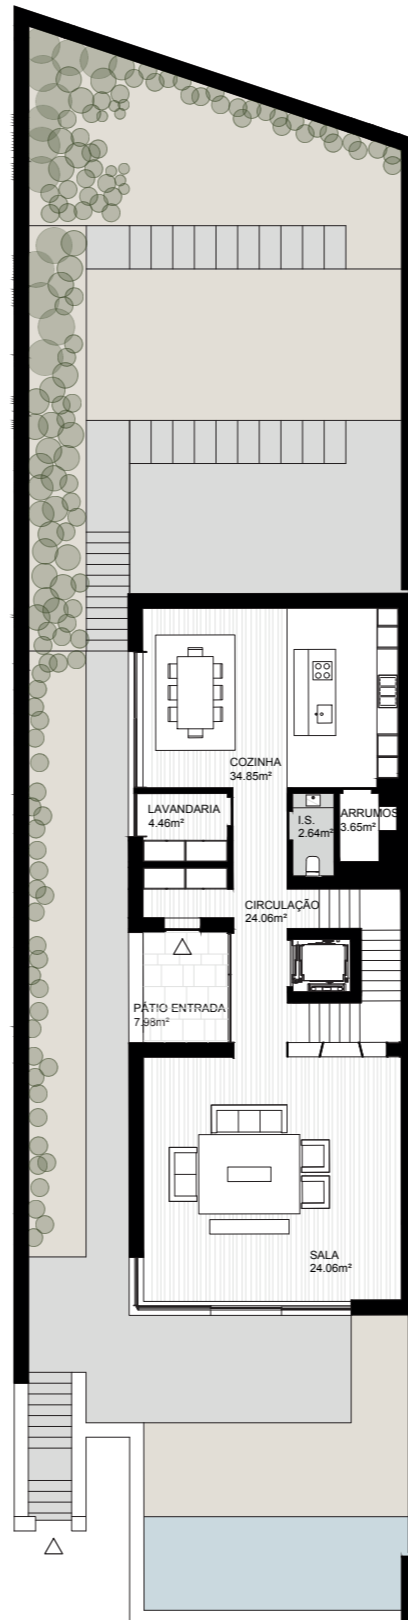 COZINHA
34.85m²
LAVANDARIA
4.46m²
I.S.
2.64m²
ARRUMOS
3.65m²
CIRCULAÇÃO
24.06m²
PÁTIO ENTRADA
7.98m²
SALA
24.06m²